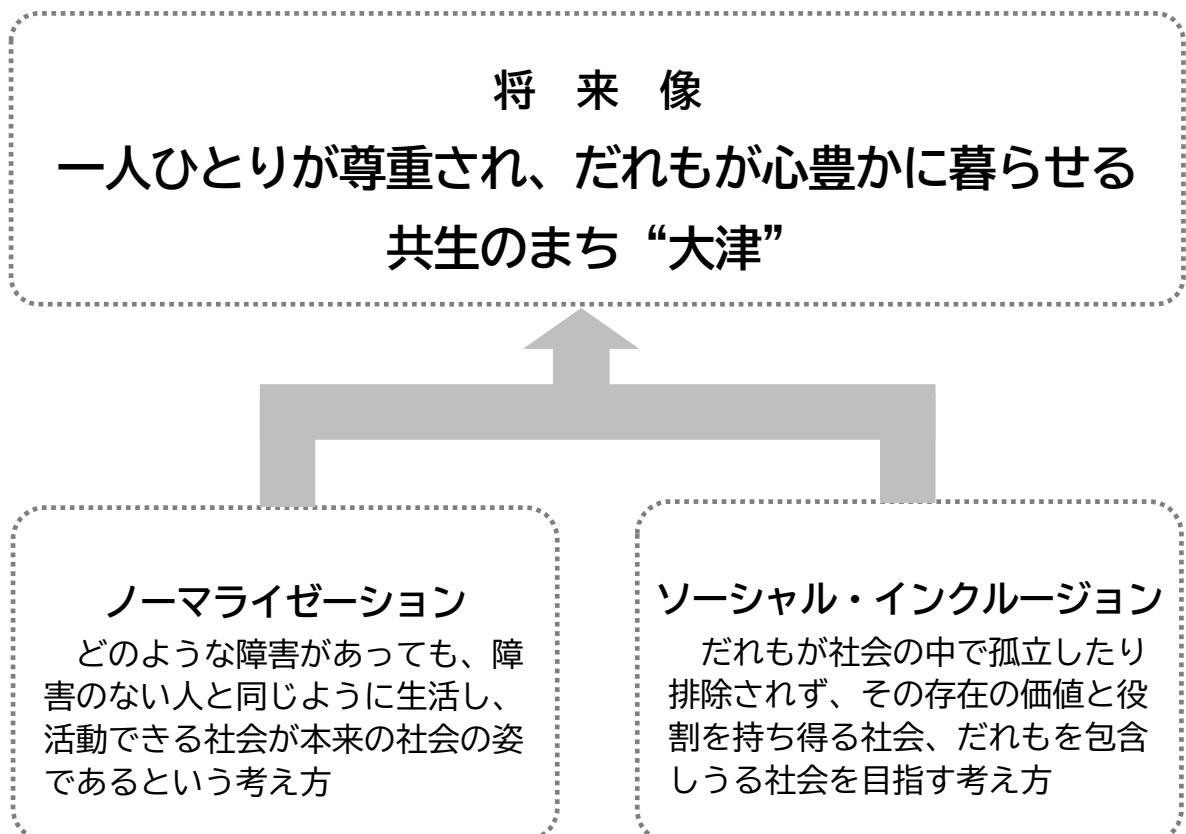 将　来　像
一人ひとりが尊重され、だれもが心豊かに暮らせる
共生のまち“大津”
ノーマライゼーション
　どのような障害があっても、障
害のない人と同じように生活し、
活動できる社会が本来の社会の姿
であるという考え方
ソーシャル・インクルージョン
　だれもが社会の中で孤立したり
排除されず、その存在の価値と役
割を持ち得る社会、だれもを包含
しうる社会を目指す考え方